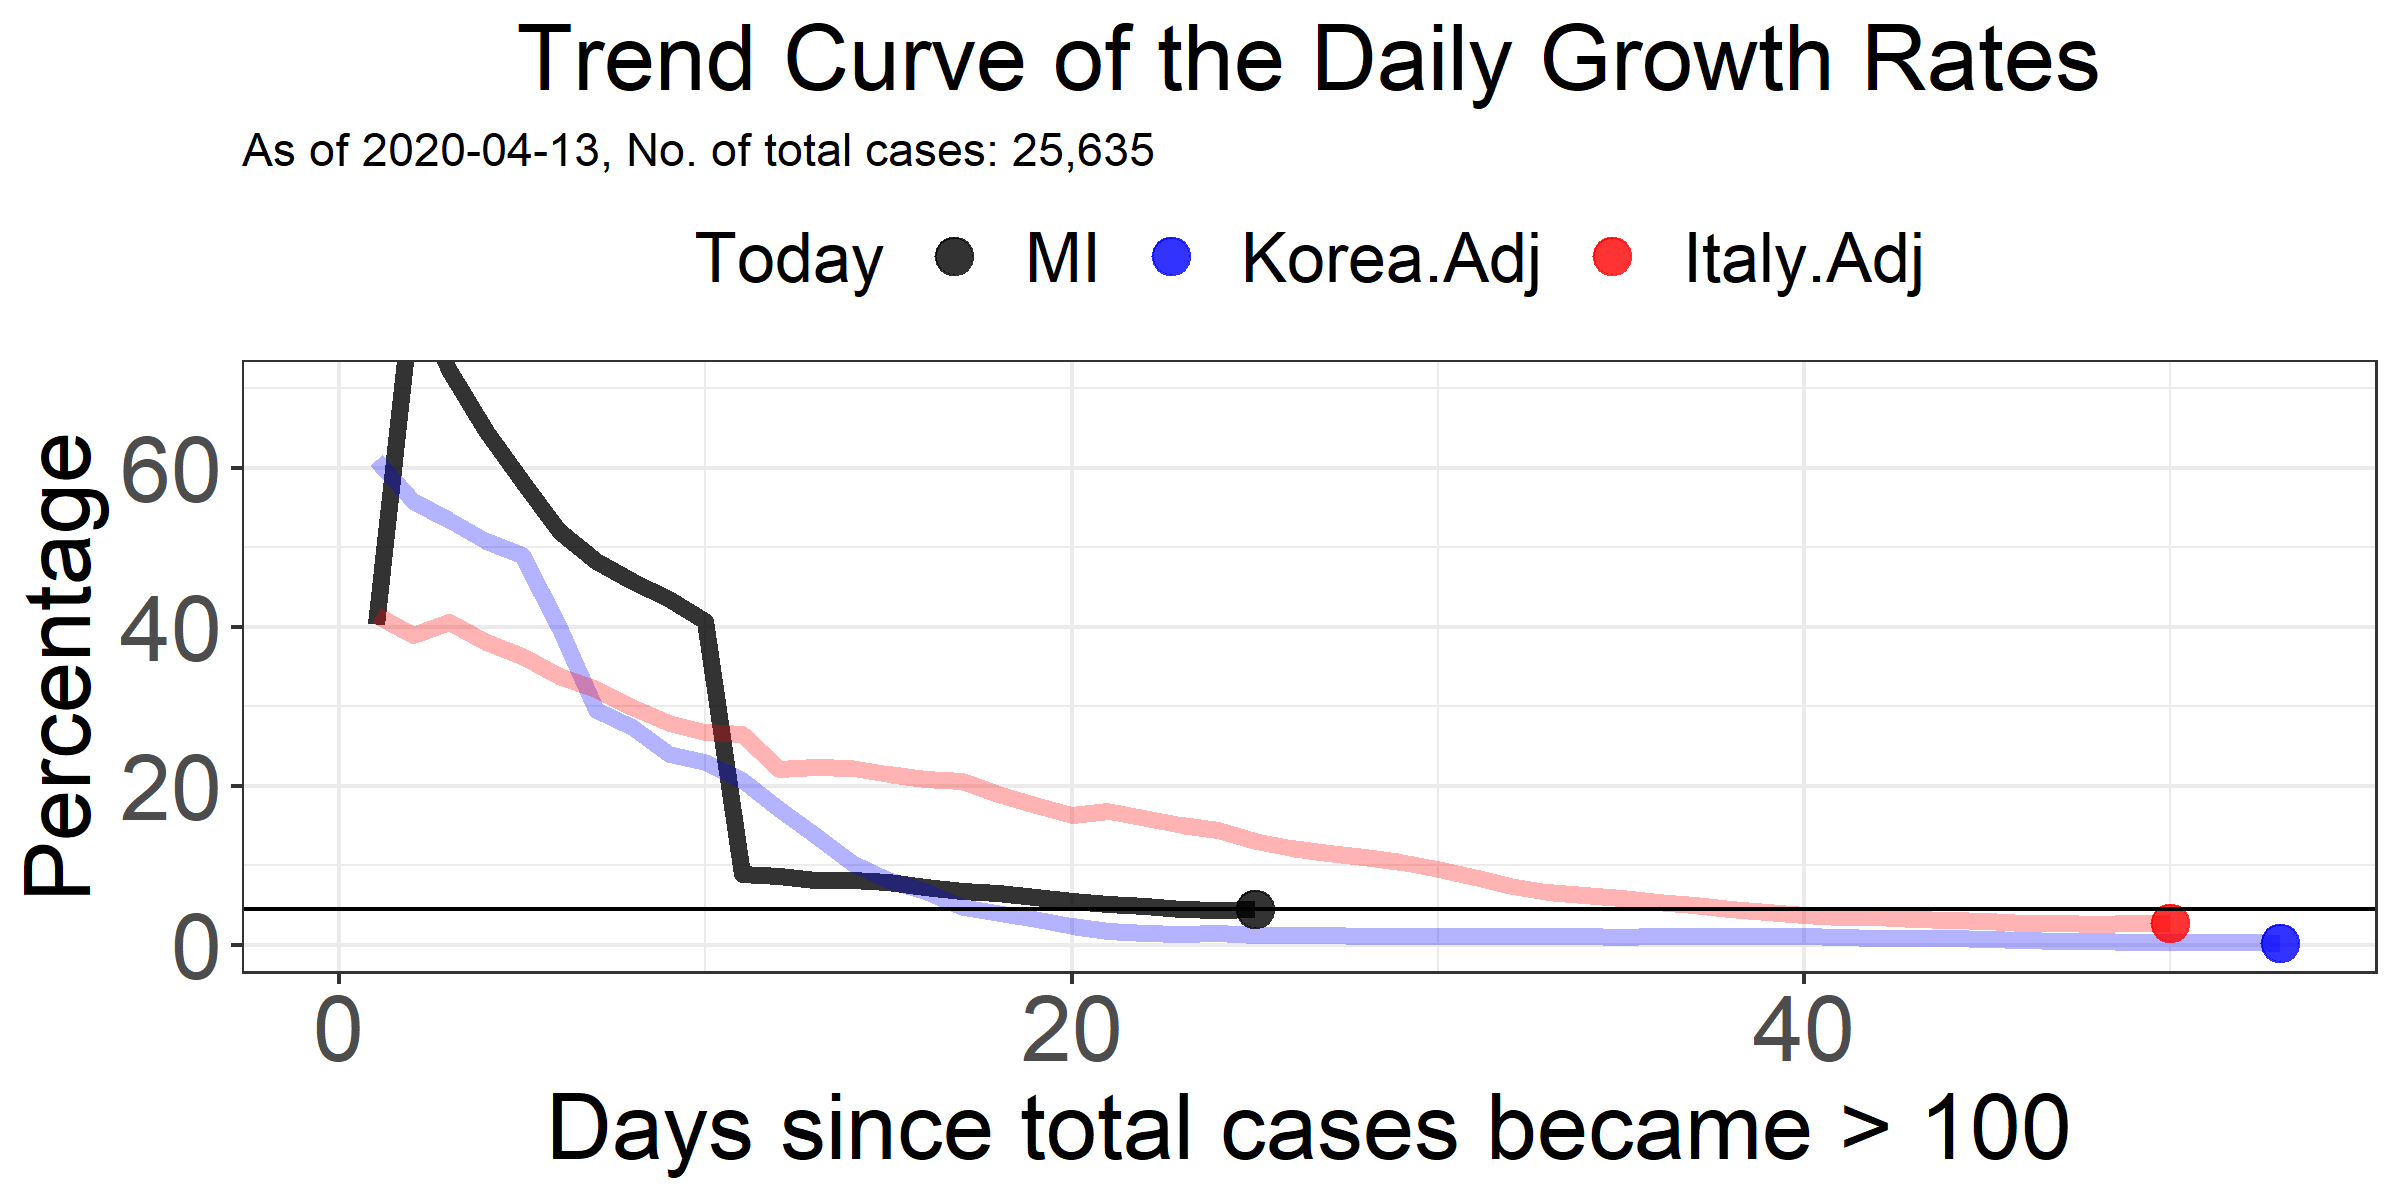 Trend Curve of the Daily Growth Rates
As of 2020-04-13, No. of total cases: 25,635
Today MI Korea.Adj Italy.Adj
Percentage
60
40
20
0
0 20 40
Days since total cases became > 100